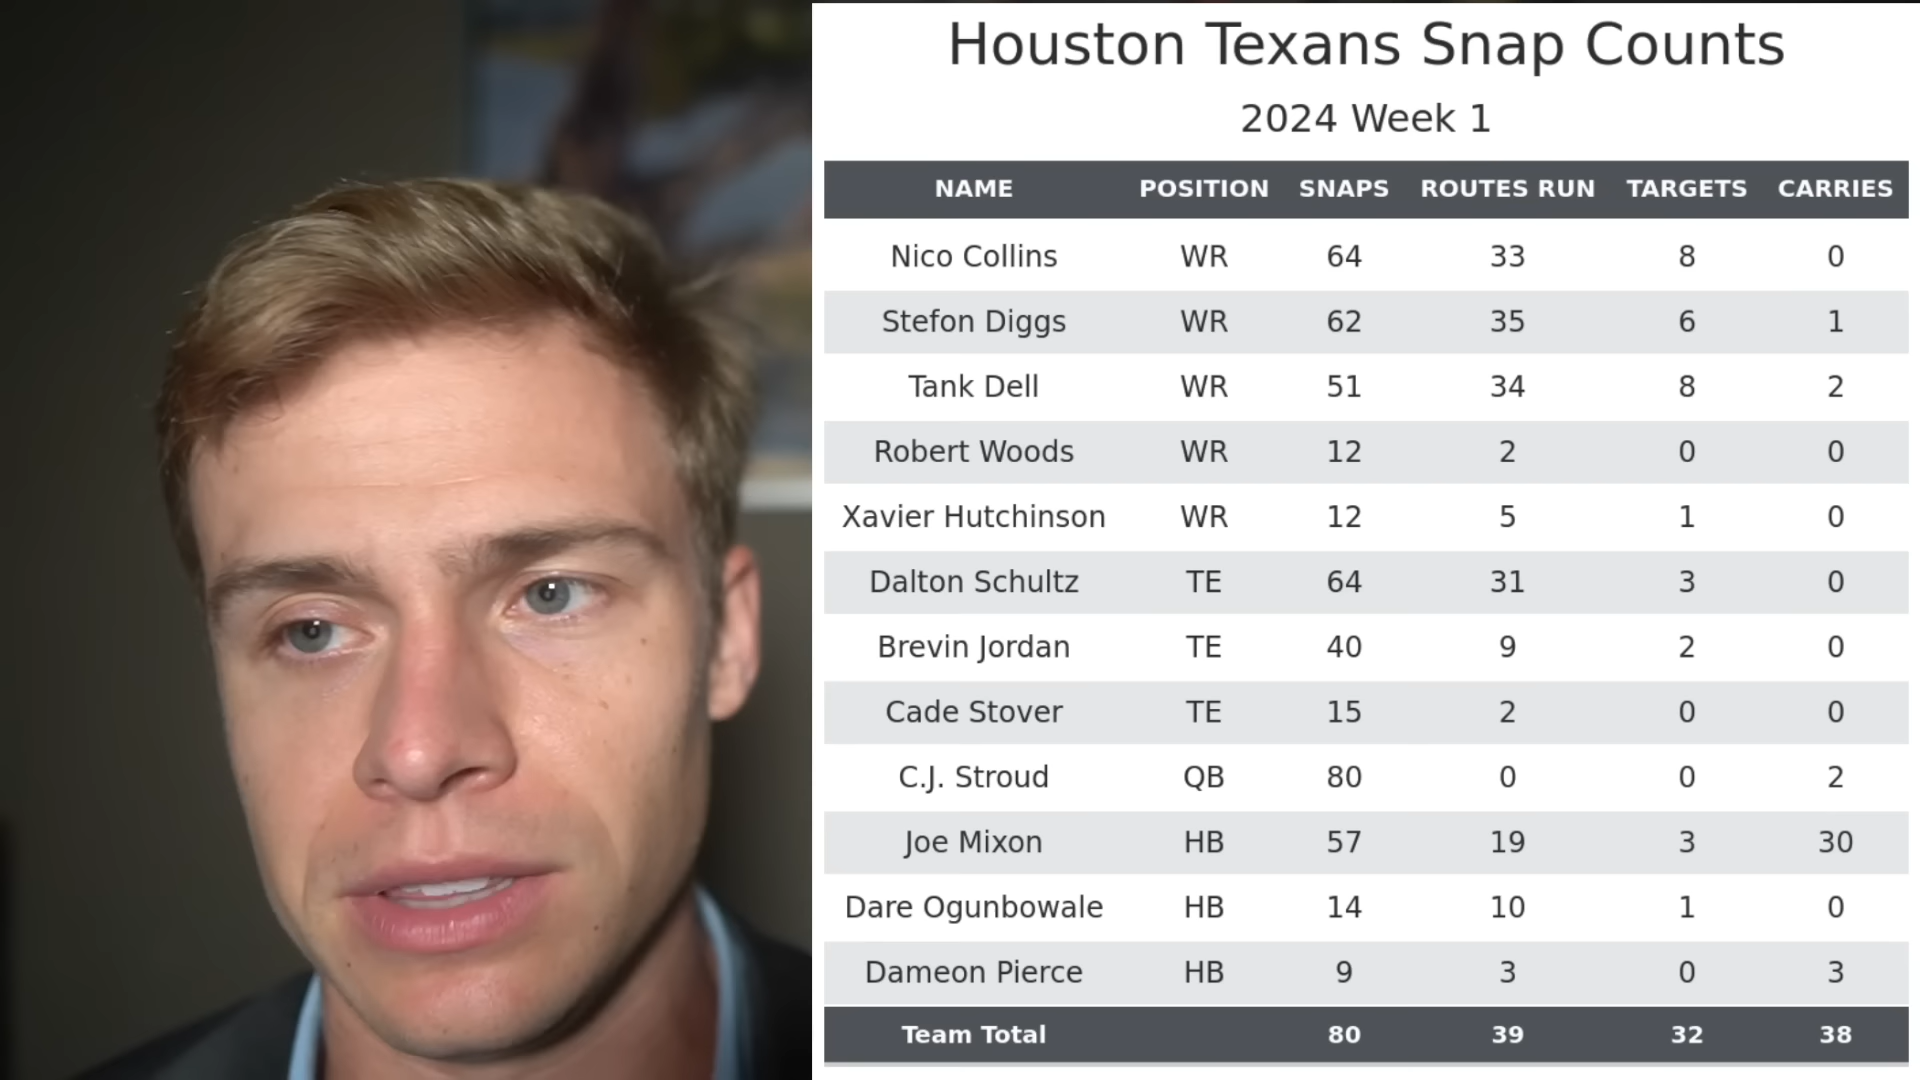 Houston Texans Snap Counts
2024 Week 1
NAME POSITION SNAPS ROUTES RUN TARGETS CARRIES
Nico Collins WR 64 33 8 0
Stefon Diggs WR 62 35 6 1
Tank Dell WR 51 34 8 2
Robert Woods WR 12 2 0 0
Xavier Hutchinson WR 12 5 1 0
Dalton Schultz TE 64 31 3 0
Brevin Jordan TE 40 9 2 0
Cade Stover TE 15 2 0 0
C.J. Stroud QB 80 0 0 2
Joe Mixon HB 57 19 3 30
Dare Ogunbowale HB 14 10 1 0
Dameon Pierce HB 9 3 0 3
Team Total 80 39 32 38